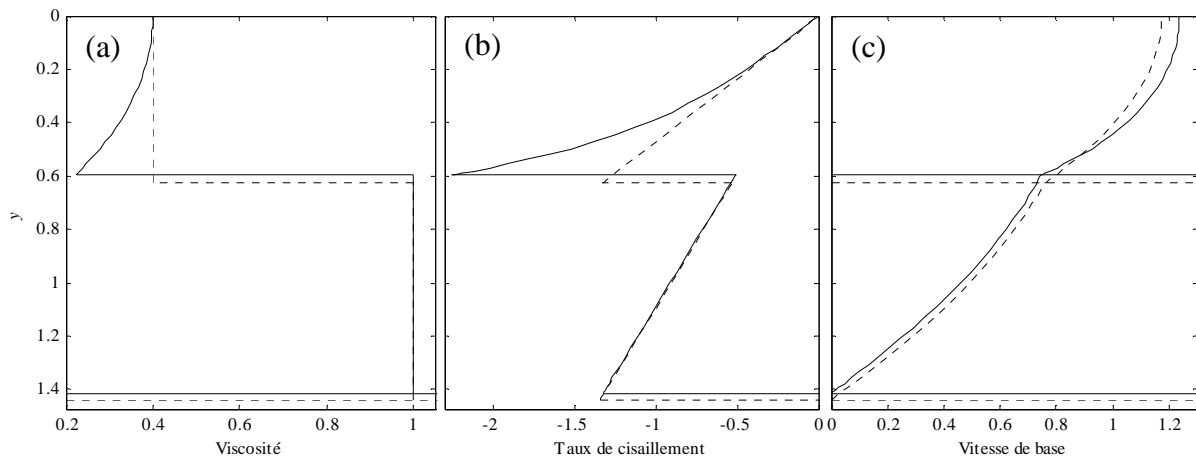 (a)
(b)
(c)
0
0.2
0.4
0.6
0.8
1
1.2
1.4
y
0.2 0.4 0.6 0.8 1
-2 -1.5 -1 -0.5 0
0 0.2 0.4 0.6 0.8 1 1.2
Viscosité
Taux de cisaillement
Vitesse de base